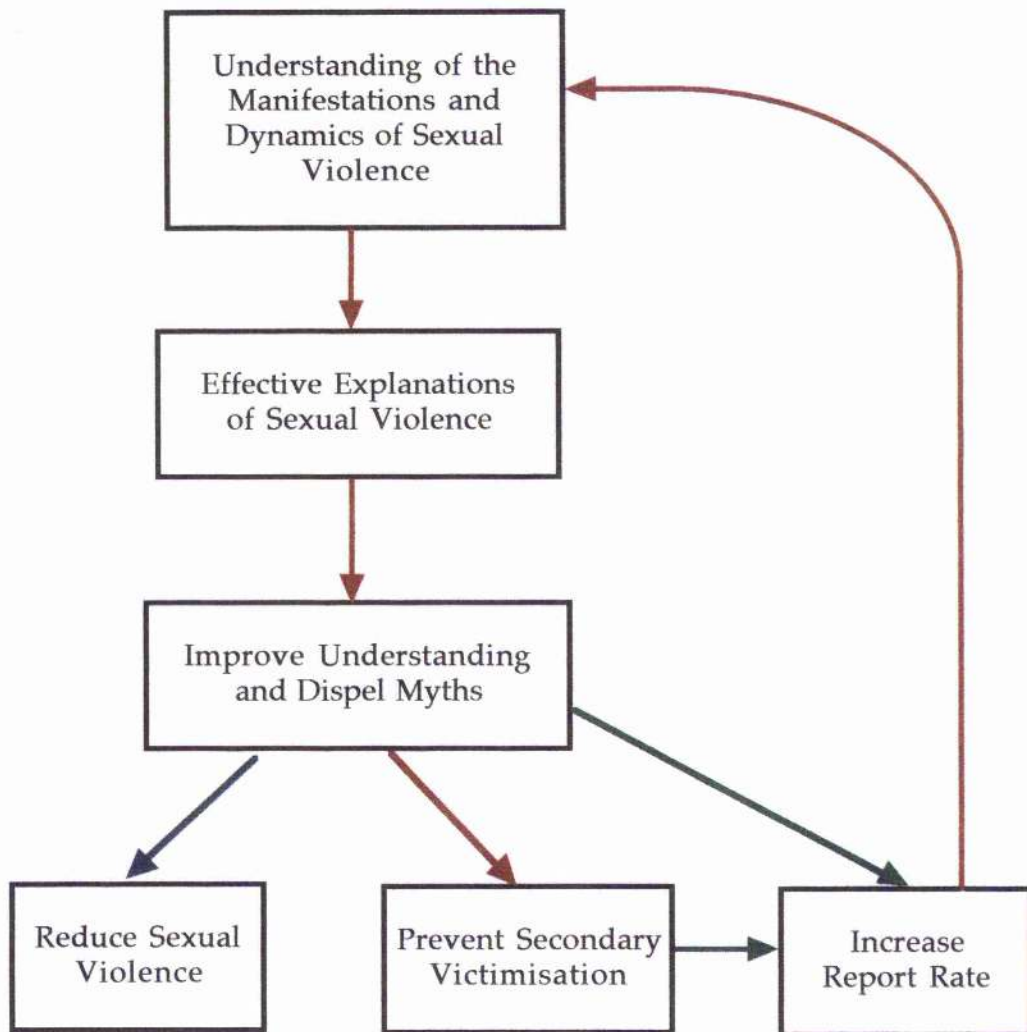 Understanding of the
Manifestations and
Dynamics of Sexual
Violence
Effective Explanations
of Sexual Violence
Improve Understanding
and Dispel Myths
Reduce Sexual
Violence
Prevent Secondary
Victimisation
Increase
Report Rate